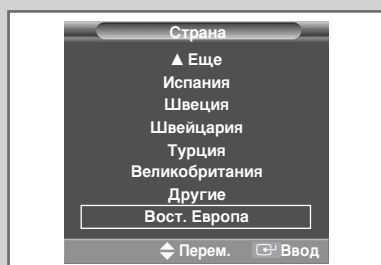 Страна
▲ Еще
Испания
Швеция
Швейцария
Турция
Великобритания
Другие
Вост. Европа
Перем. Ввод